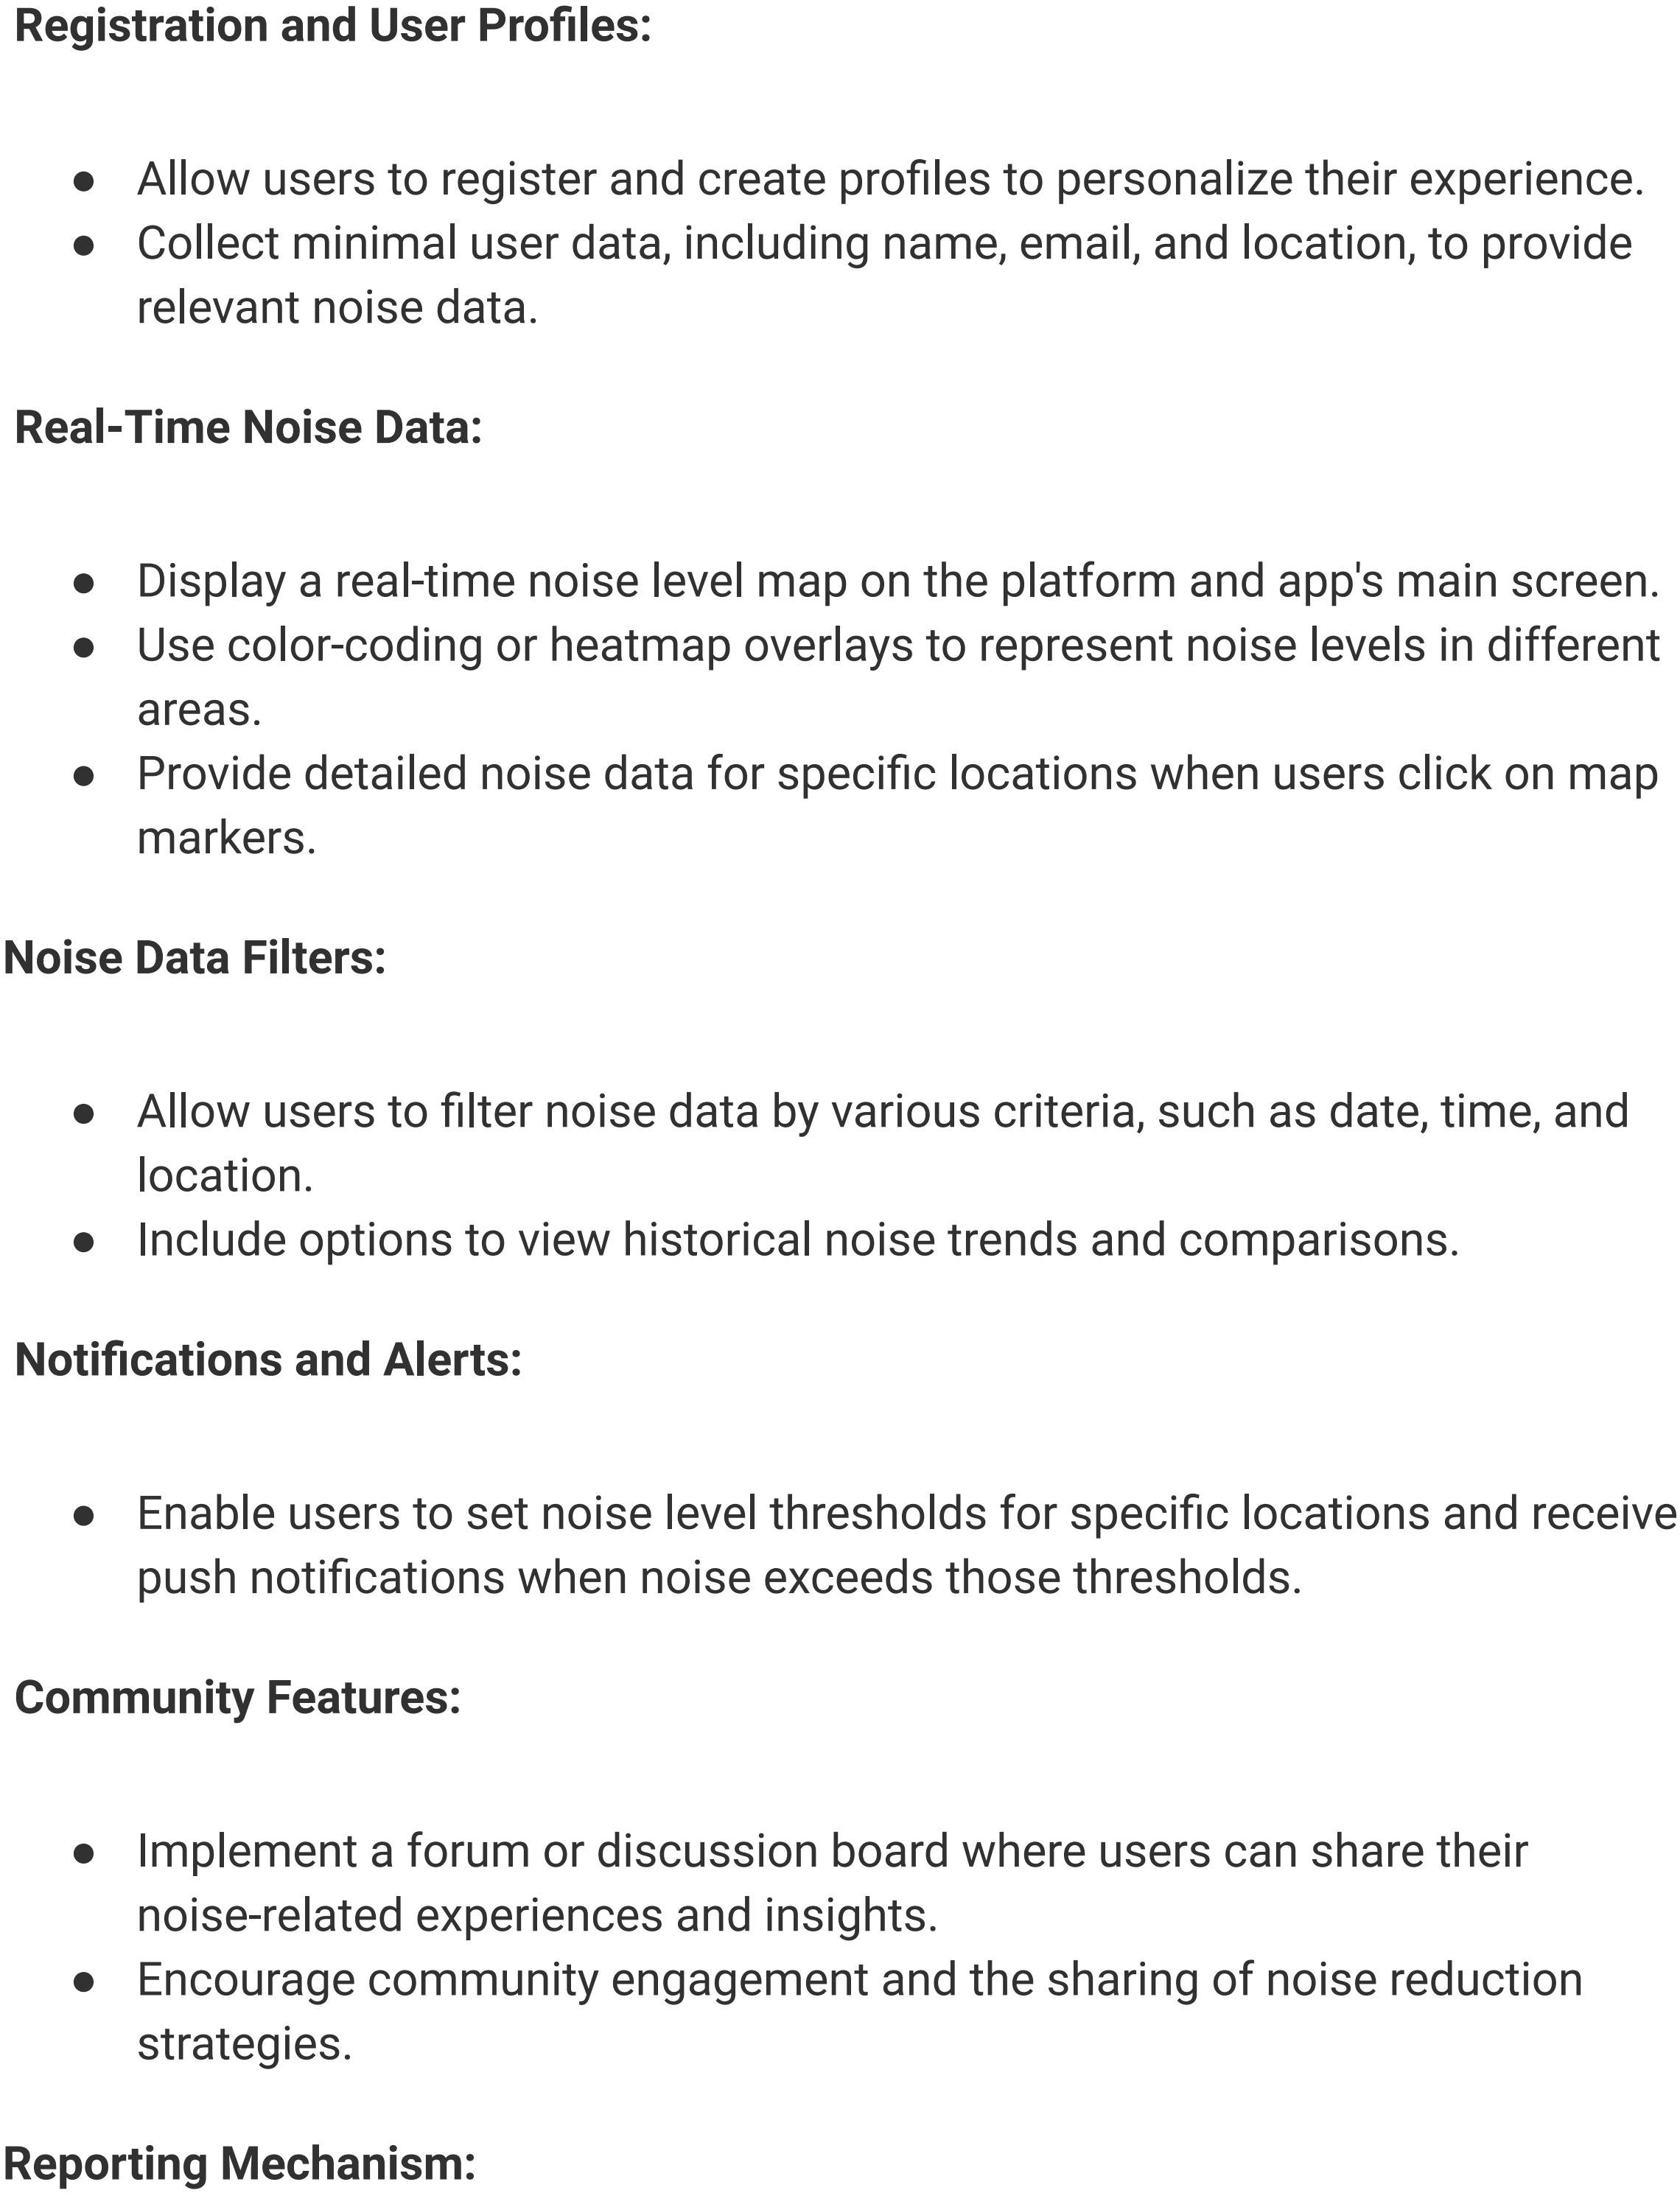 Registration and User Profiles:
● Allow users to register and create profiles to personalize their experience.
● Collect minimal user data, including name, email, and location, to provide
relevant noise data.
Real-Time Noise Data:
● Display a real-time noise level map on the platform and app's main screen.
● Use color-coding or heatmap overlays to represent noise levels in different
areas.
● Provide detailed noise data for specific locations when users click on map
markers.
Noise Data Filters:
● Allow users to filter noise data by various criteria, such as date, time, and
location.
● Include options to view historical noise trends and comparisons.
Notifications and Alerts:
● Enable users to set noise level thresholds for specific locations and receive
push notifications when noise exceeds those thresholds.
Community Features:
● Implement a forum or discussion board where users can share their
noise-related experiences and insights.
● Encourage community engagement and the sharing of noise reduction
strategies.
Reporting Mechanism: